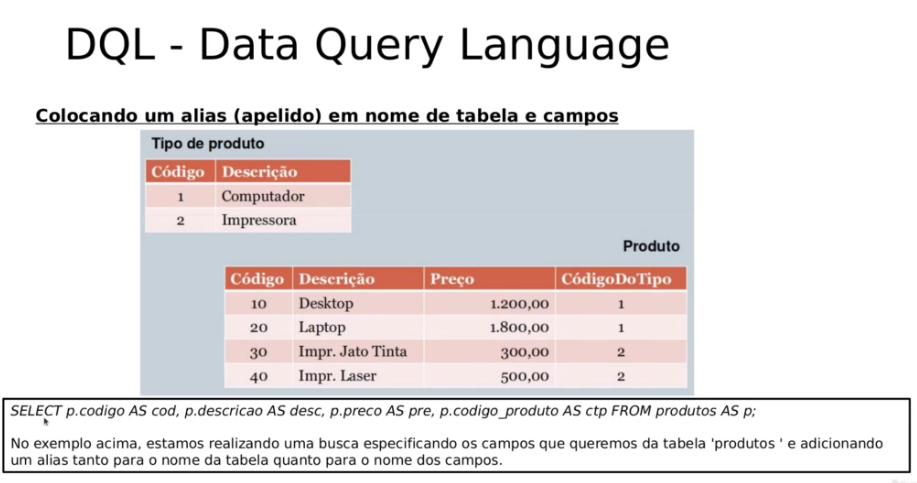 DQL - Data Query Language
Colocando um alias (apelido) em nome de tabela e campos
Tipo de produto
Código Descrição
1 Computador
2 Impressora
Produto
Código Descrição Preço CódigoDoTipo
10 Desktop 1.200,00 1
20 Laptop 1.800,00 1
30 Impr. Jato Tinta 300,00 2
40 Impr. Laser 500,00 2
SELECT p.codigo AS cod, p.descricao AS desc, p.preco AS pre, p.codigo_produto AS ctp FROM produtos AS p;
No exemplo acima, estamos realizando uma busca especificando os campos que queremos da tabela 'produtos ' e adicionando
um alias tanto para o nome da tabela quanto para o nome dos campos.